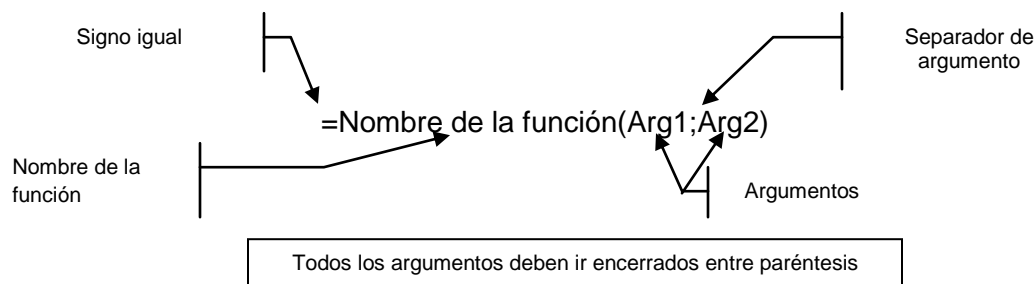 Signo igual
Separador de
argumento
=Nombre de la función(Arg1;Arg2)
Nombre de la
función
Argumentos
Todos los argumentos deben ir encerrados entre paréntesis